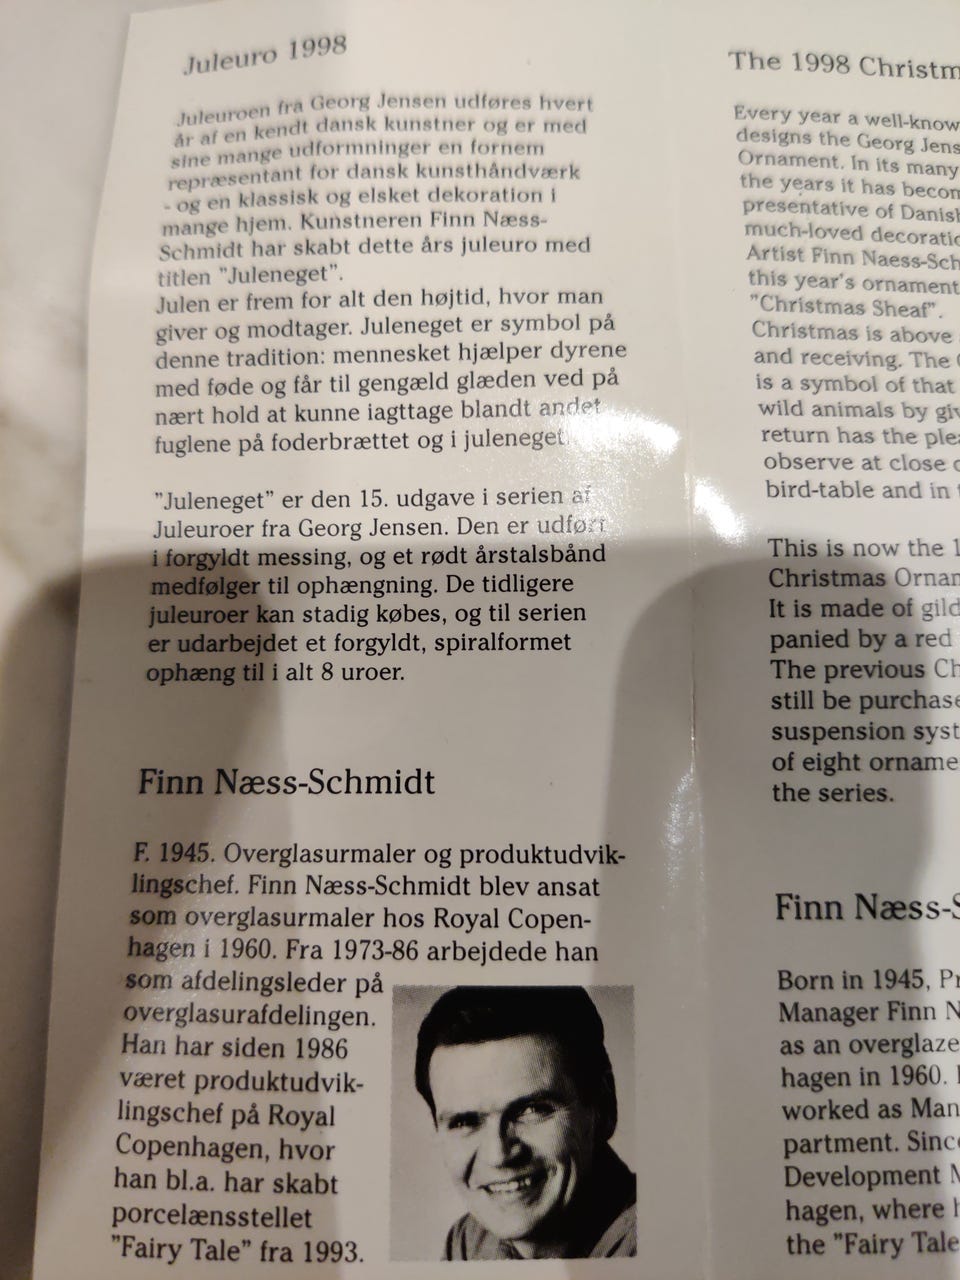 Juleuro 1998
Juleuroen fra Georg Jensen udføres hvert
år af en kendt dansk kunstner og er med
sine mange udformninger en fornem
repræsentant for dansk kunsthåndværk
- og en klassisk og elsket dekoration i
mange hjem. Kunstneren Finn Næss-
Schmidt har skabt dette års juleuro med
titlen "Juleneget".
Julen er frem for alt den højtid, hvor man
giver og modtager. Juleneget er symbol på
denne tradition: mennesket hjælper dyrene
med føde og får til gengæld glæden ved på
nært hold at kunne iagttage blandt andet
fuglene på foderbrættet og i juleneget.
"Juleneget" er den 15. udgave i serien af
Juleuroer fra Georg Jensen. Den er udført
i forgyldt messing, og et rødt årstalsbånd
medfølger til ophængning. De tidligere
juleuroer kan stadig købes, og til serien
er udarbejdet et forgyldt, spiralformet
ophæng til i alt 8 uroer.
Finn Næss-Schmidt
F. 1945. Overglasurmaler og produktudvik-
lingschef. Finn Næss-Schmidt blev ansat
som overglasurmaler hos Royal Copen-
hagen i 1960. Fra 1973-86 arbejdede han
som afdelingsleder på
overglasurafdelingen.
Han har siden 1986
været produktudvik-
lingschef på Royal
Copenhagen, hvor
han bl.a. har skabt
porcelænsstellet
"Fairy Tale" fra 1993.
The 1998 Christm
Every year a well-know
designs the Georg Jens
Ornament. In its many
the years it has becom
presentative of Danish
much-loved decoratio
Artist Finn Naess-Sch
this year's ornament
"Christmas Sheaf".
Christmas is above
and receiving. The
is a symbol of that
wild animals by giv
return has the plea
observe at close
bird-table and in
This is now the 1
Christmas Ornam
It is made of gild
panied by a red
The previous Ch
still be purchase
suspension syst
of eight orname
the series.
Finn Næss-S
Born in 1945, Pr
Manager Finn N
as an overglaze
hagen in 1960.
worked as Man
partment. Since
Development M
hagen, where h
the "Fairy Tale